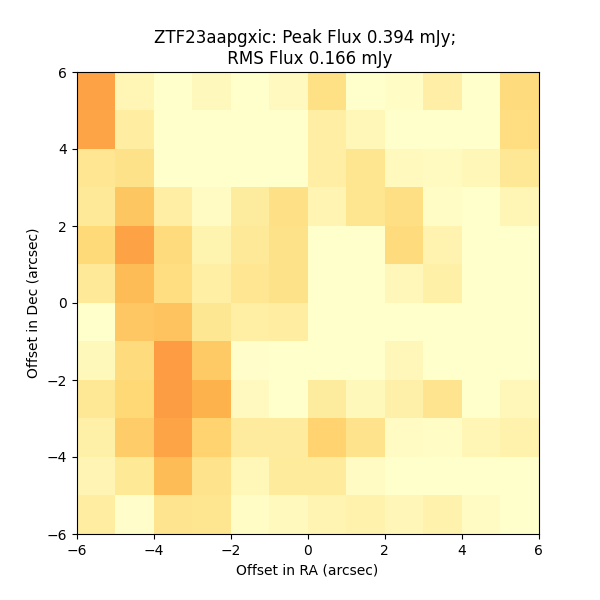 ZTF23aapgxic: Peak Flux 0.394 mJy;
RMS Flux 0.166 mJy
6
4
2
0
−2
−4
−6
Offset in Dec (arcsec)
−6 −4 −2 0 2 4 6
Offset in RA (arcsec)